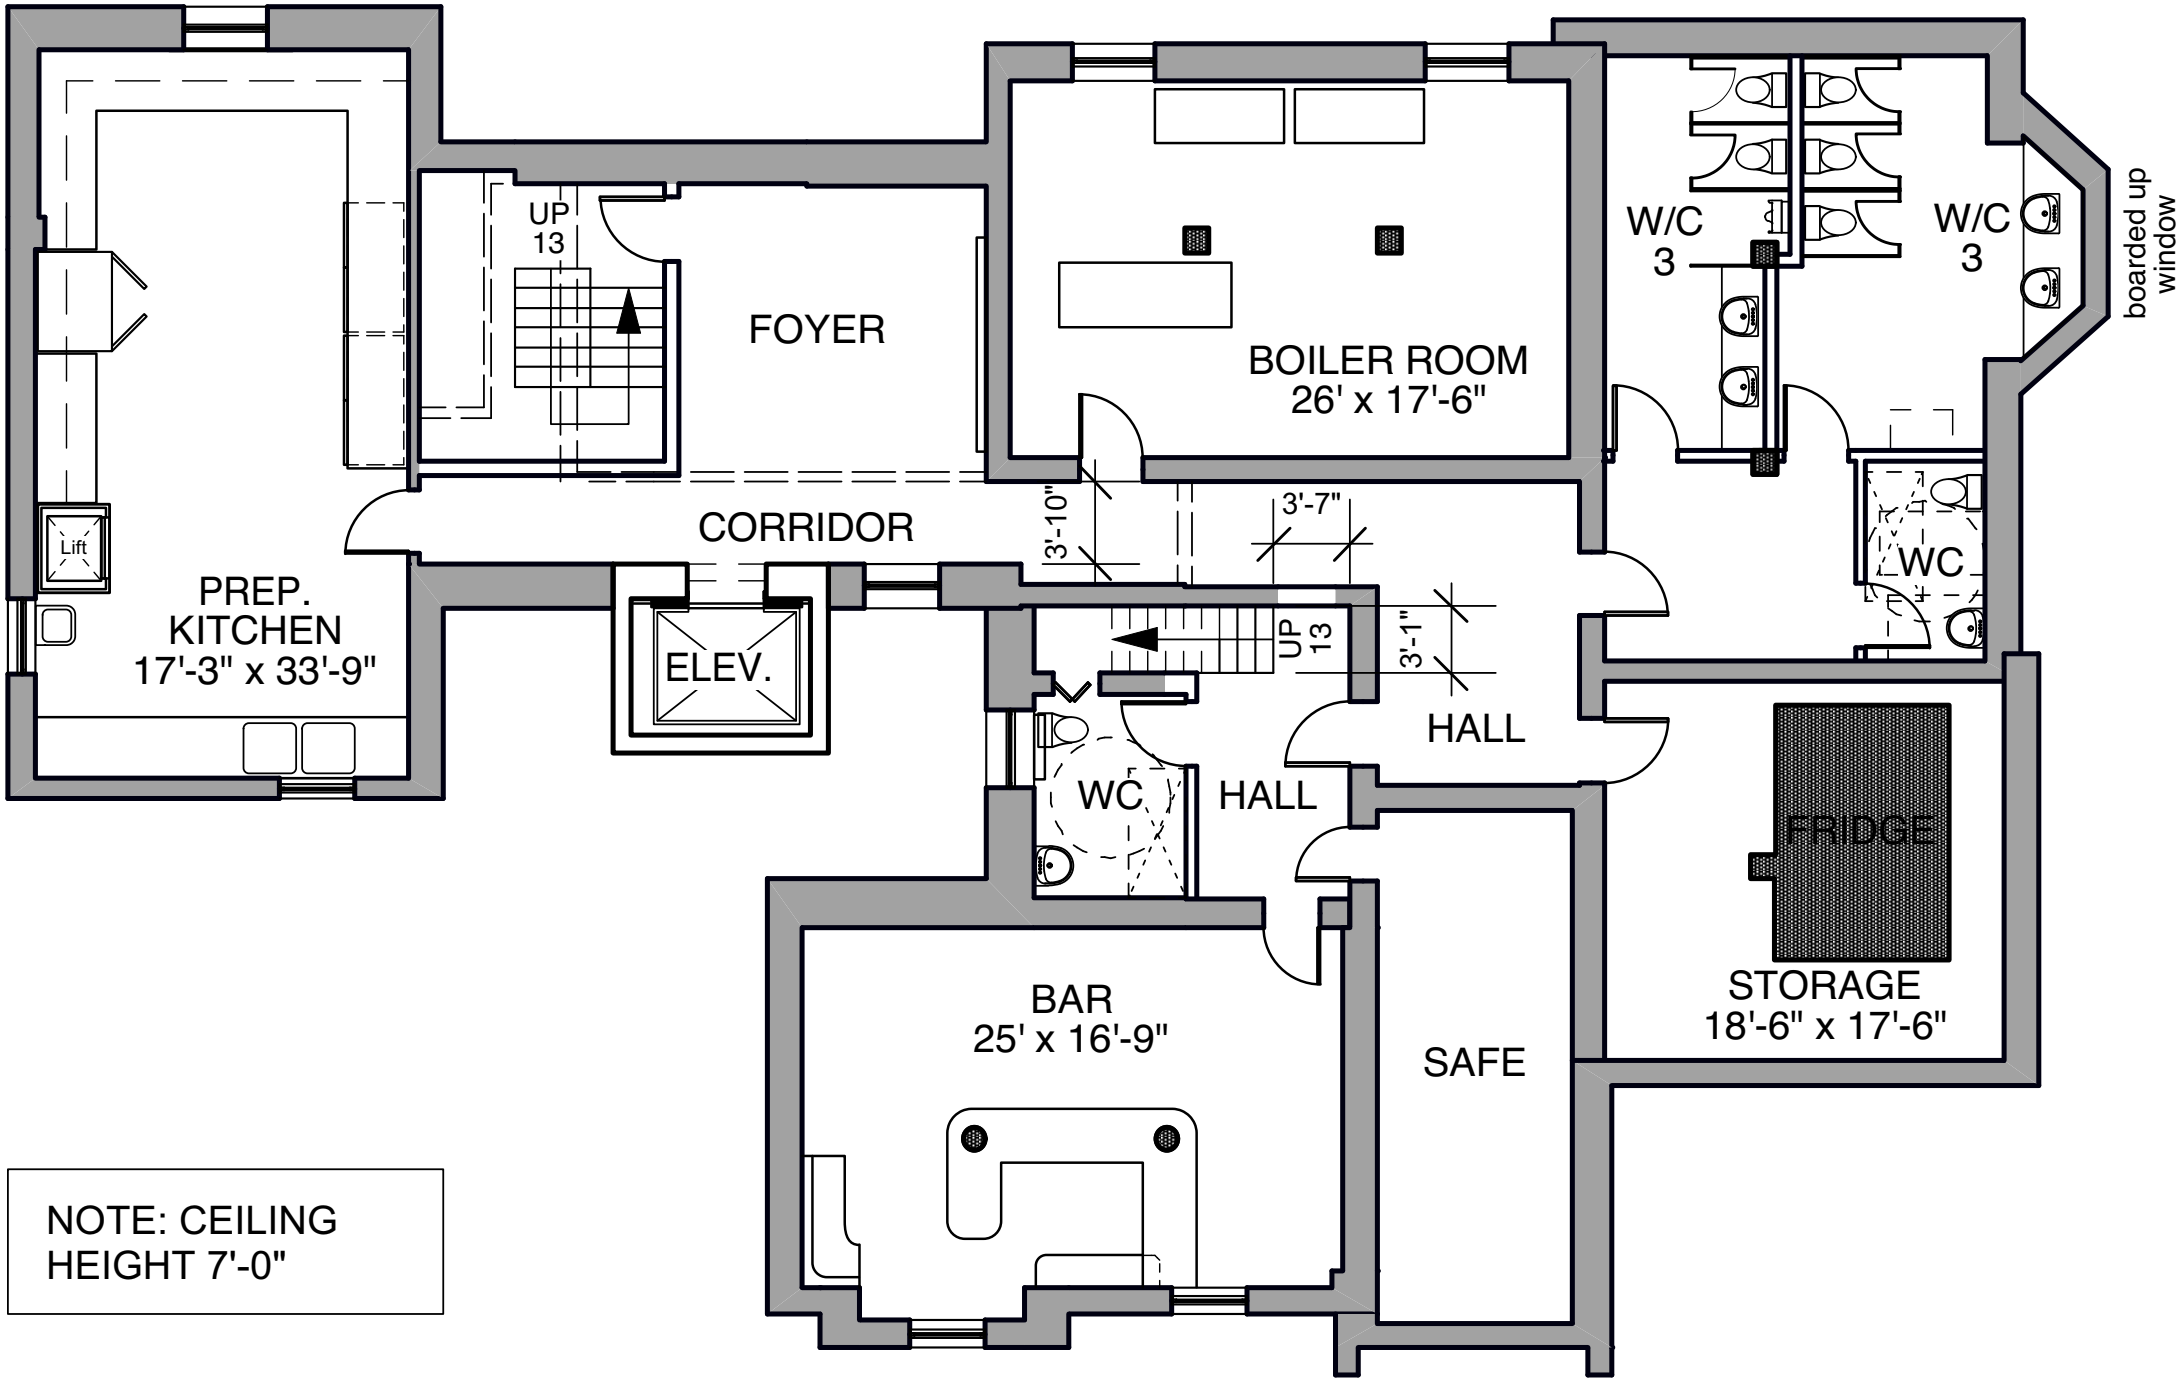 UP
13
FOYER
BOILER ROOM
26' x 17'-6"
W/C
3
W/C
3
boarded up
window
CORRIDOR
3'-10"
3'-7"
Lift
PREP.
KITCHEN
17'-3" x 33'-9"
ELEV.
UP
13
3'-1"
WC
HALL
WC
HALL
FRIDGE
STORAGE
18'-6" x 17'-6"
BAR
25' x 16'-9"
SAFE
NOTE: CEILING
HEIGHT 7'-0"